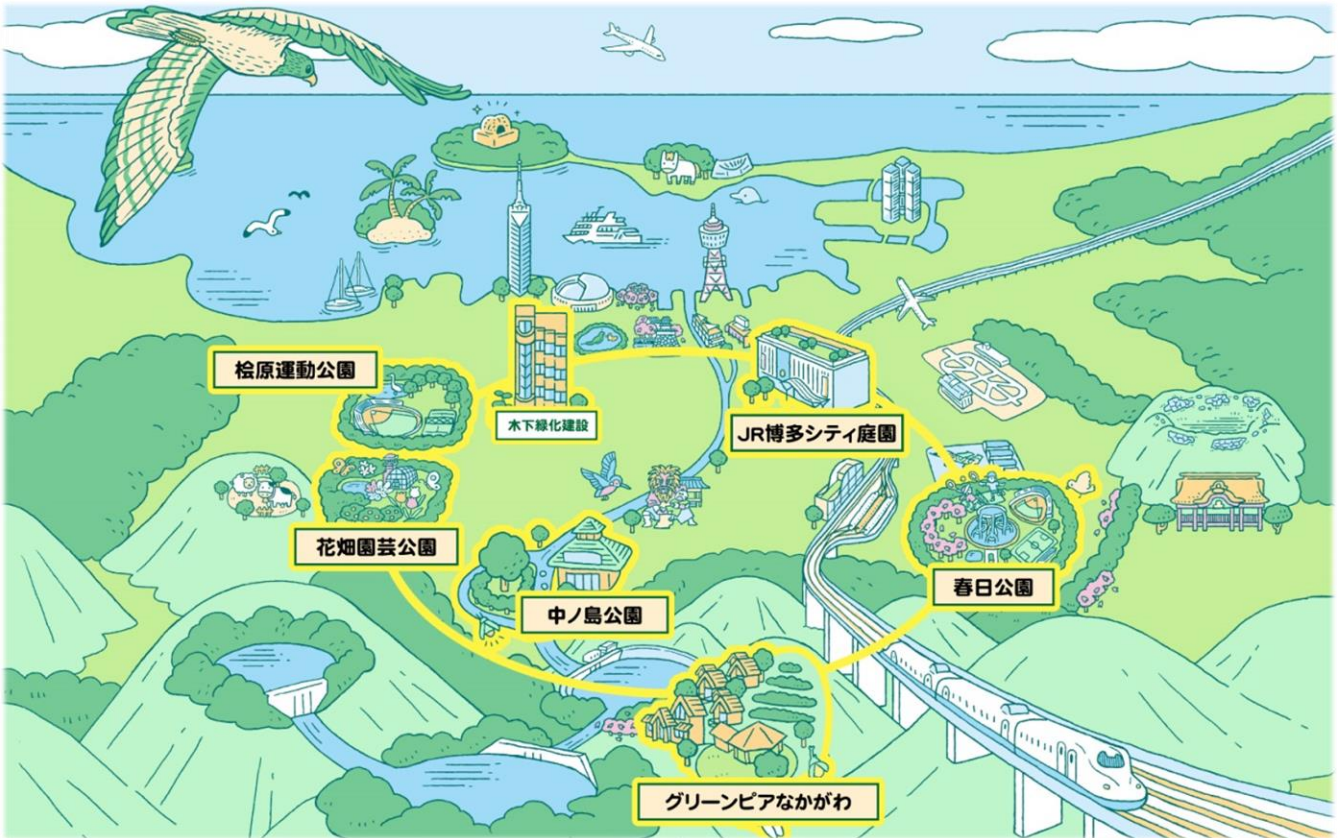 桧原運動公園
木下緑化建設
JR博多シティ庭園
花畑園芸公園
春日公園
中ノ島公園
グリーンピアなかがわ